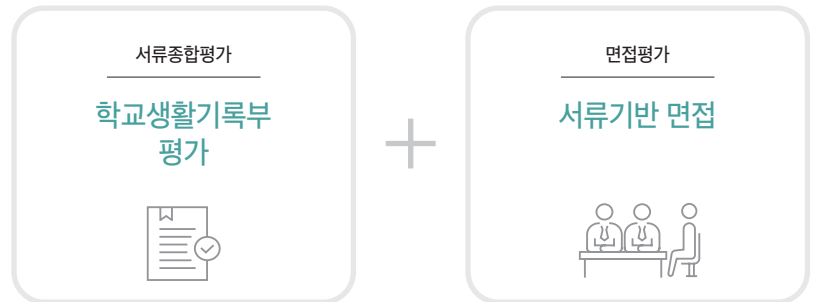 서류종합평가
학교생활기록부
평가
+
면접평가
서류기반 면접